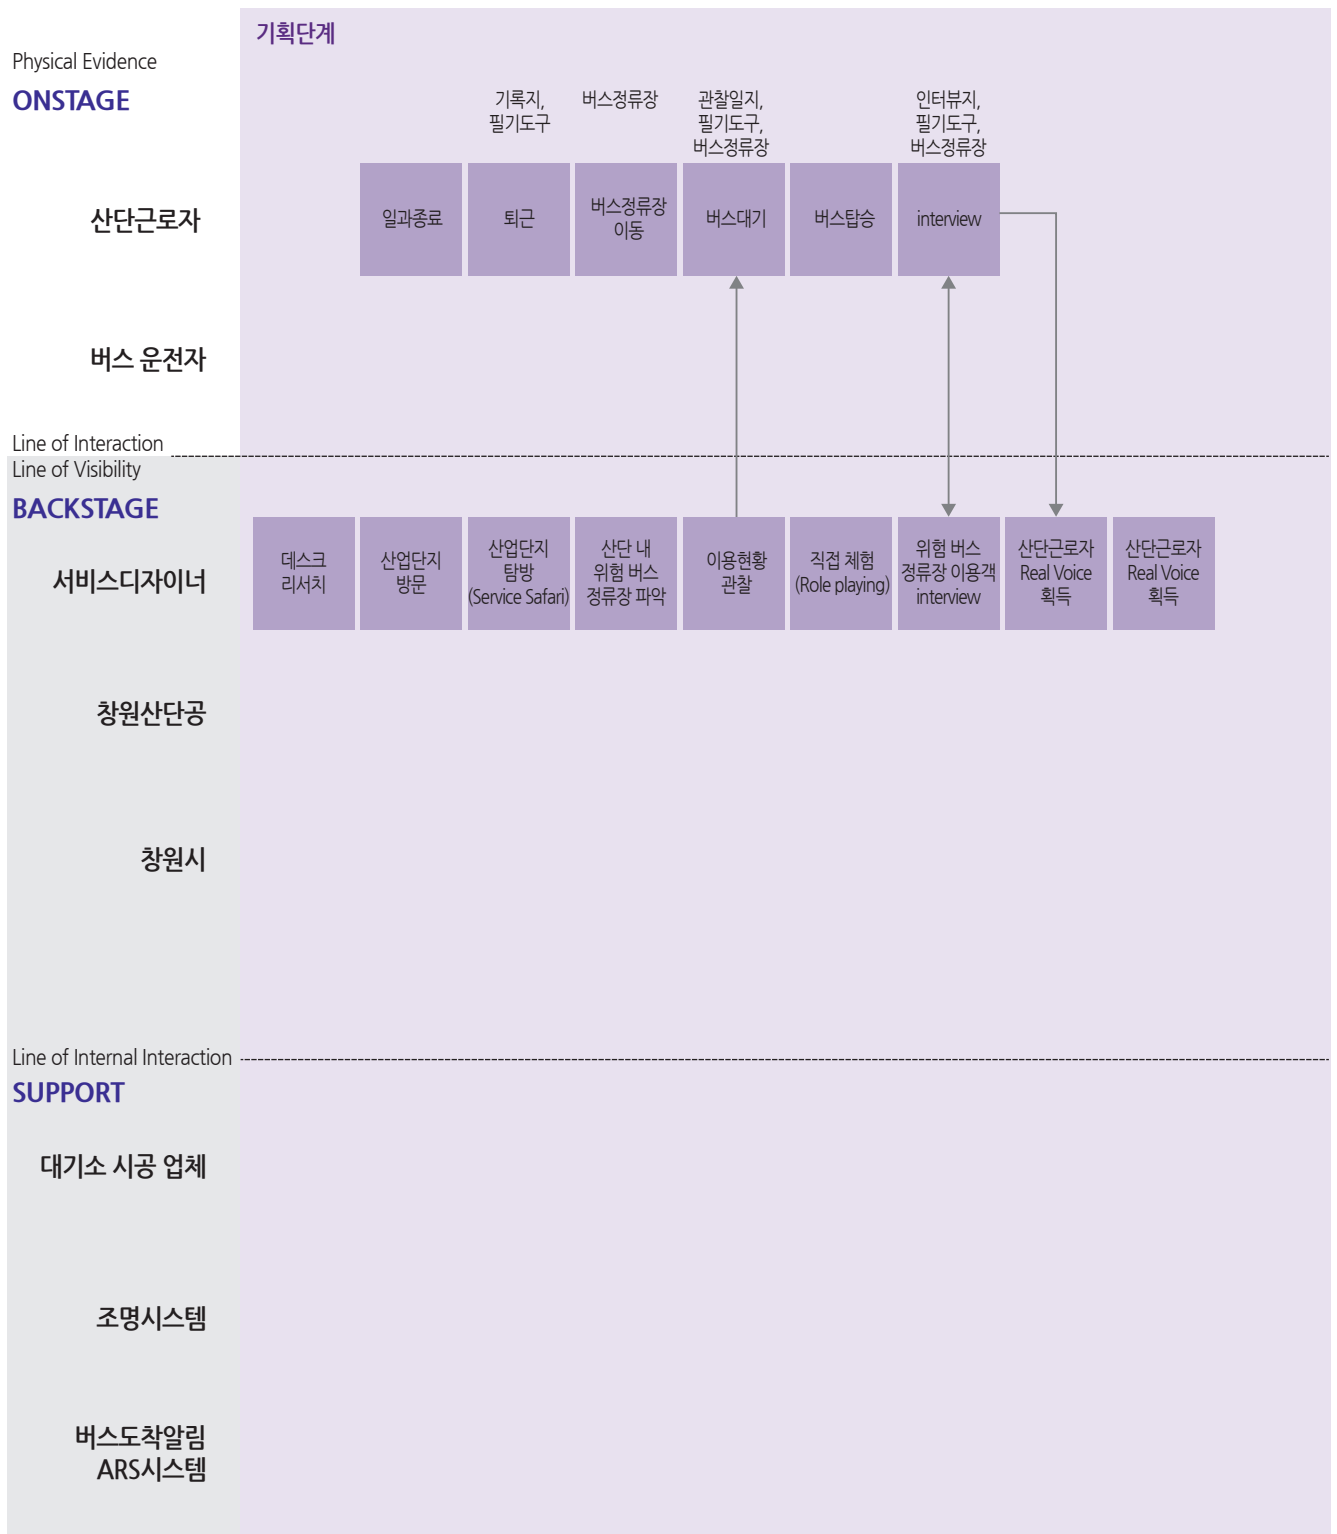 기획단계
Physical Evidence
ONSTAGE
기록지,
필기도구
버스정류장
관찰일지,
필기도구,
버스정류장
인터뷰지,
필기도구,
버스정류장
산단근로자
일과종료
퇴근
버스정류장
이동
버스대기
버스탑승
interview
버스 운전자
Line of Interaction
Line of Visibility
BACKSTAGE
서비스디자이너
데스크
리서치
산업단지
방문
산업단지
탐방
(Service Safari)
산단 내
위험 버스
정류장 파악
이용현황
관찰
직접 체험
(Role playing)
위험 버스
정류장 이용객
interview
산단근로자
Real Voice
획득
산단근로자
Real Voice
획득
창원산단공
창원시
Line of Internal Interaction
SUPPORT
대기소 시공 업체
조명시스템
버스도착알림
ARS시스템